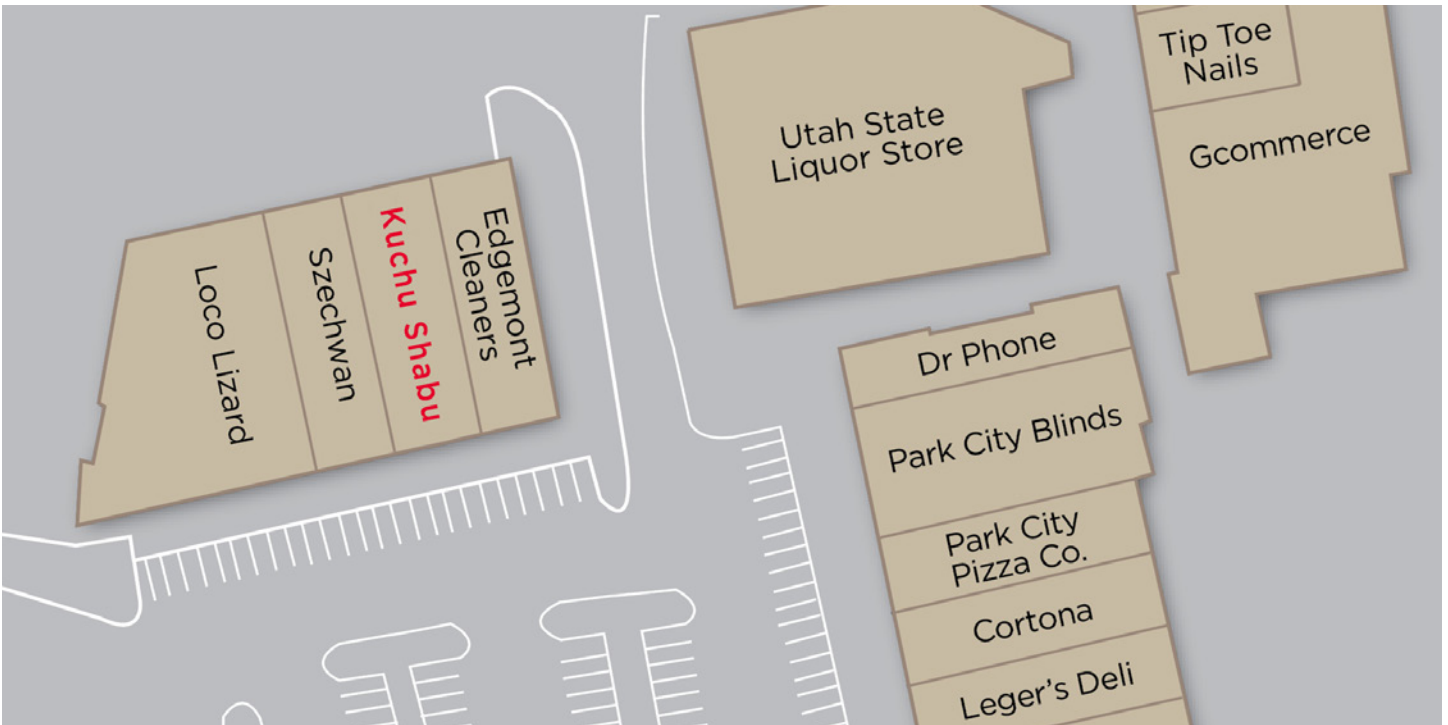 Tip Toe
Nails
Utah State
Liquor Store
Gcommerce
Loco Lizard
Szechwan
Kuchu Shabu
Edgemont
Cleaners
Dr Phone
Park City Blinds
Park City
Pizza Co.
Cortona
Leger's Deli